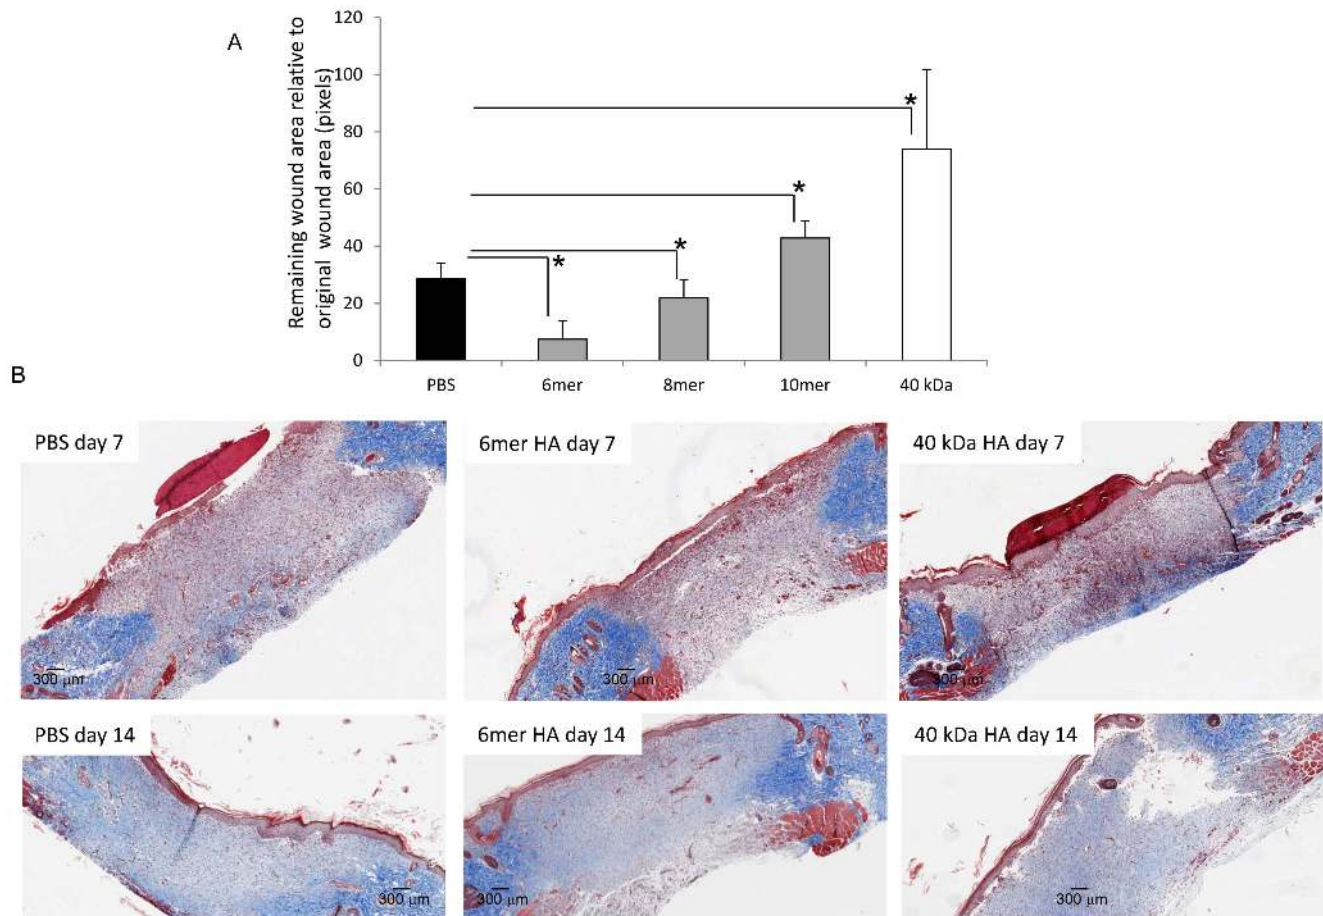 A
Remaining wound area relative to
original wound area (pixels)
120
100
80
60
40
20
0
*
*
*
*
PBS 6mer 8mer 10mer 40 kDa
B
PBS day 7
6mer HA day 7
40 kDa HA day 7
300 μm
300 μm
300 μm
PBS day 14
6mer HA day 14
40 kDa HA day 14
300 μm
300 μm
300 μm